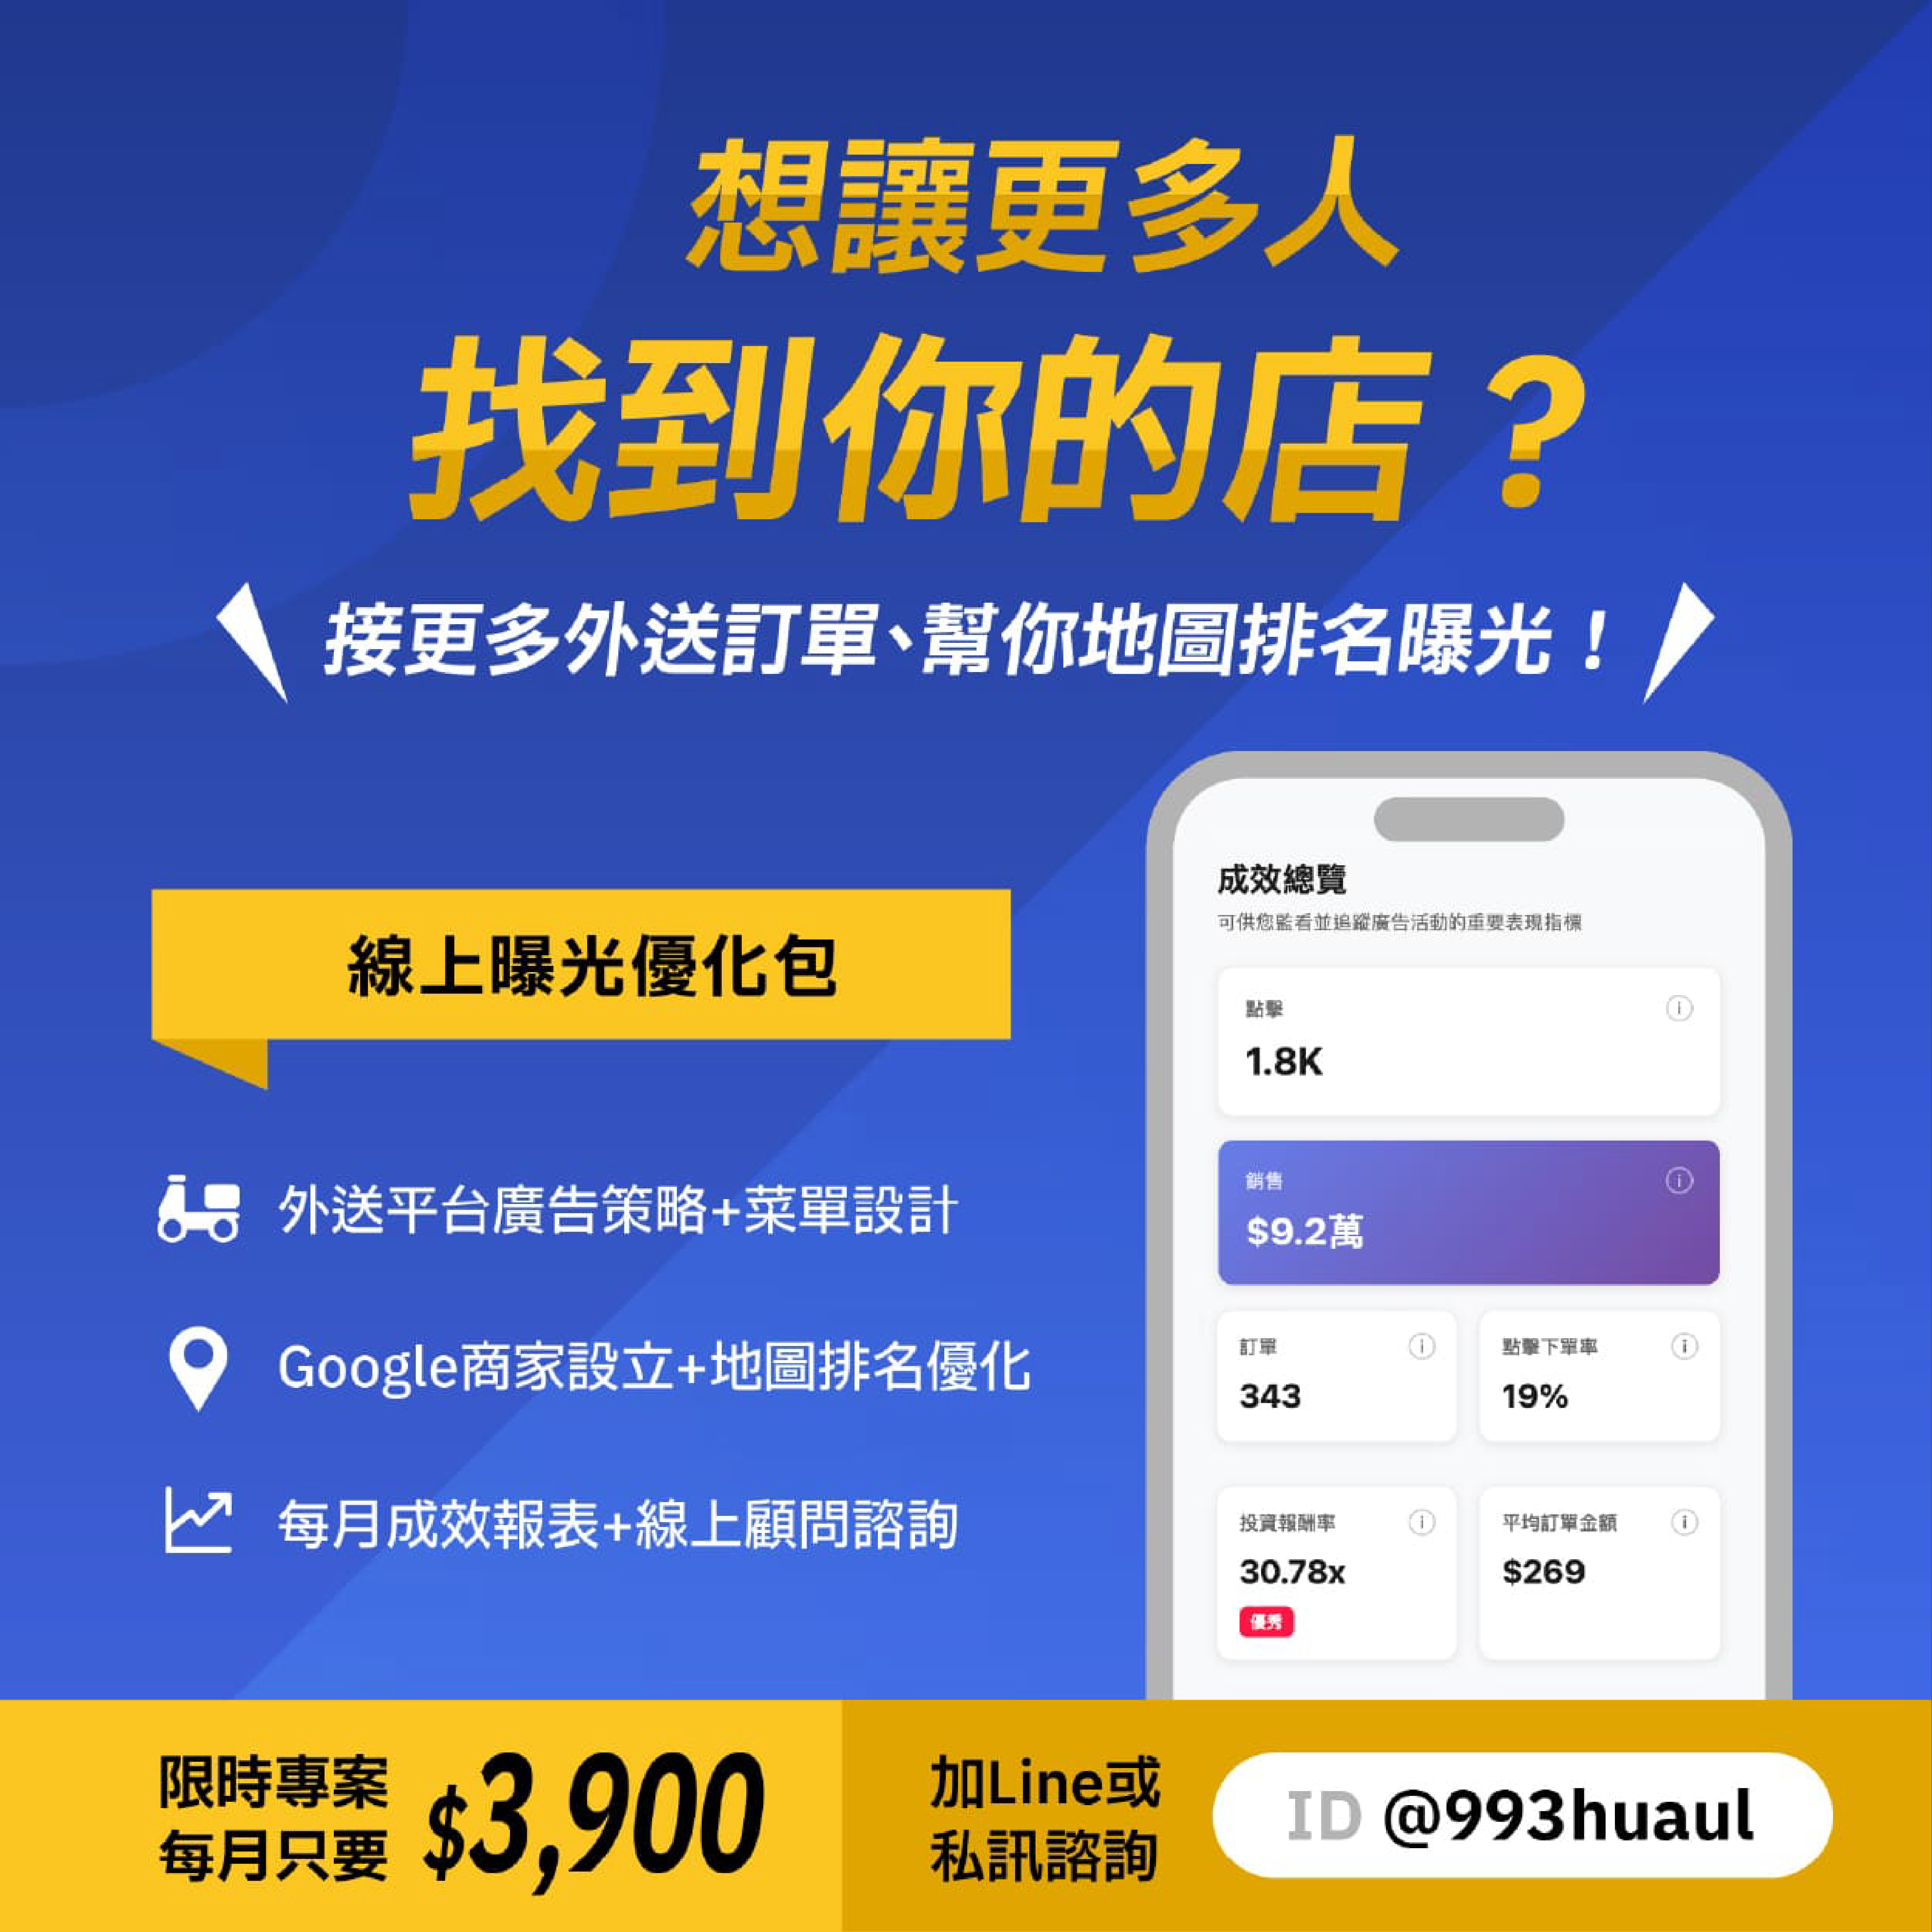 想讓更多人
找到你的店？
接更多外送訂單、幫你地圖排名曝光！
線上曝光優化包
外送平台廣告策略+菜單設計
Google商家設立+地圖排名優化
每月成效報表+線上顧問諮詢
成效總覽
可供您監看並追蹤廣告活動的重要表現指標
點擊
1.8K
銷售
$9.2萬
訂單
343
點擊下單率
19%
投資報酬率
30.78x
優秀
平均訂單金額
$269
限時專案
每月只要
$3,900
加Line或
私訊諮詢
ID @993huaul